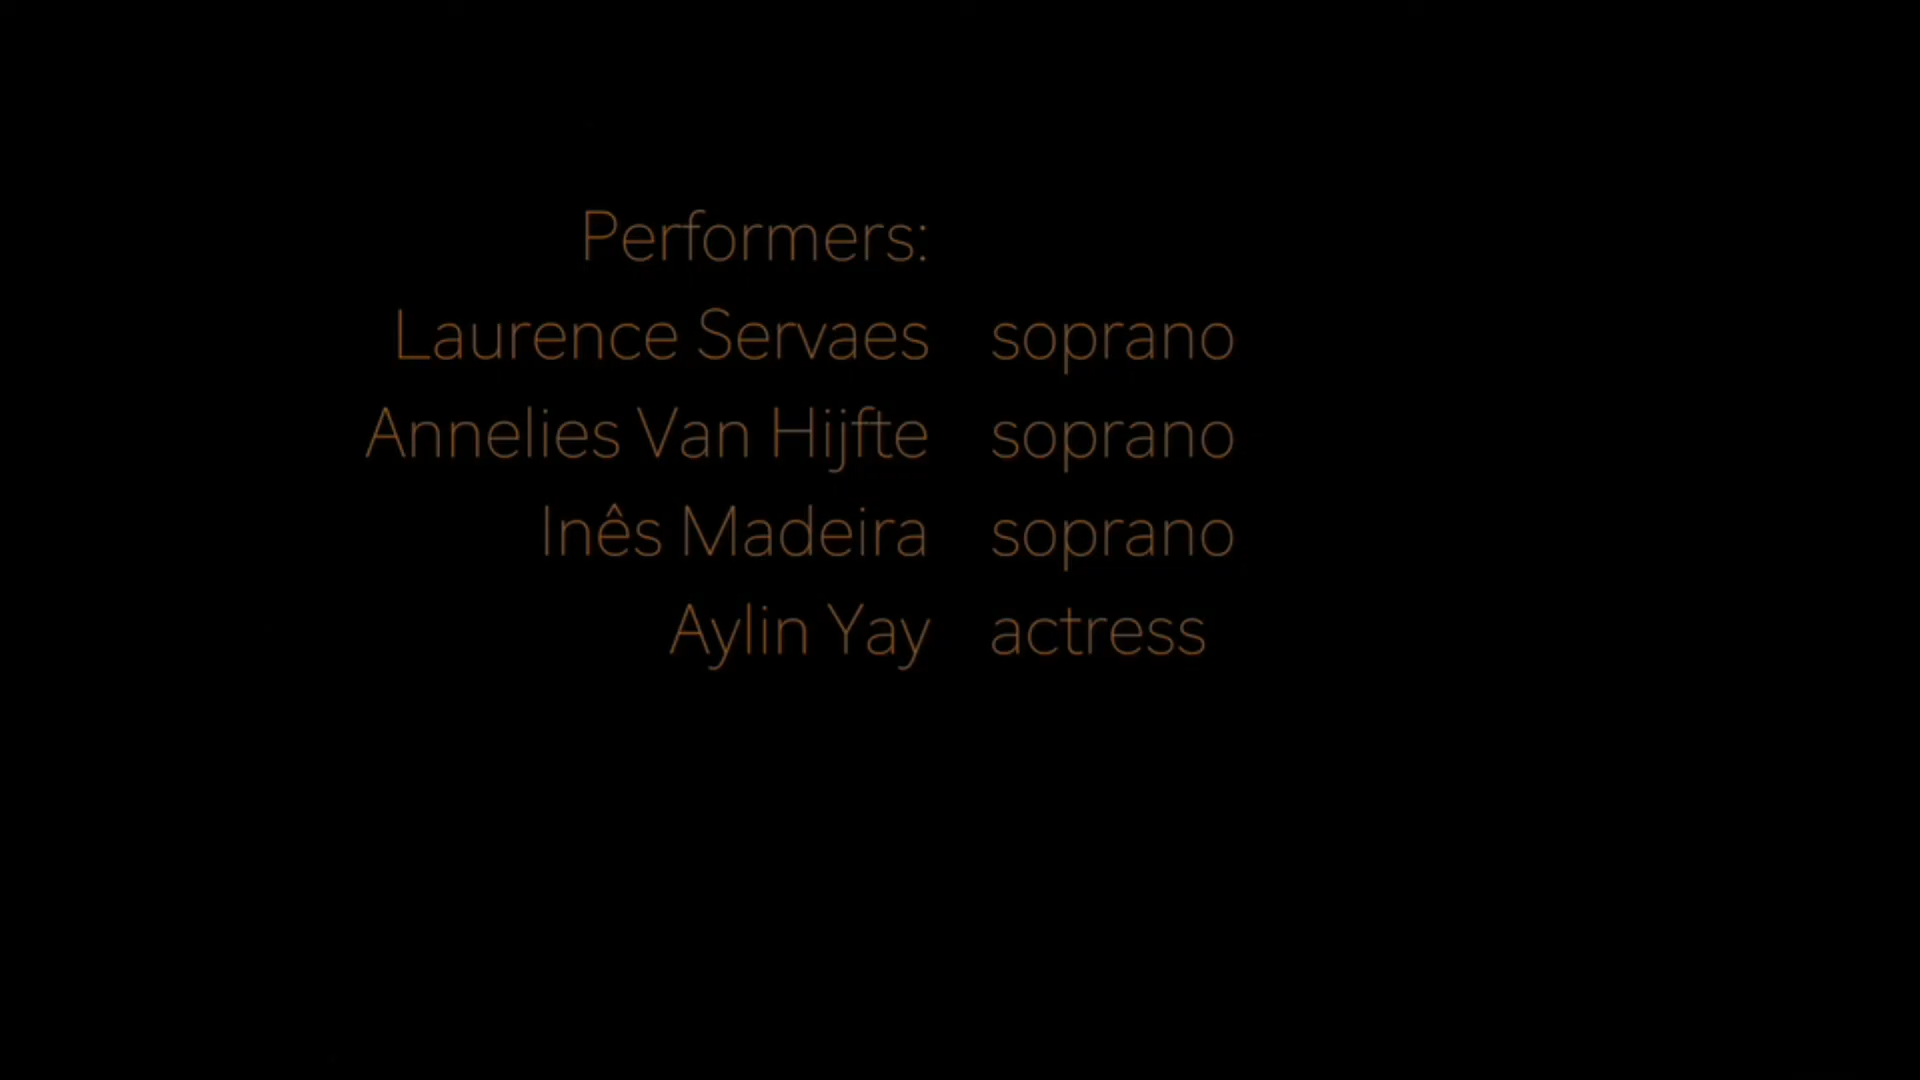 Performers:
Laurence Servaes soprano
Annelies Van Hijfte soprano
Inês Madeira soprano
Aylin Yay actress